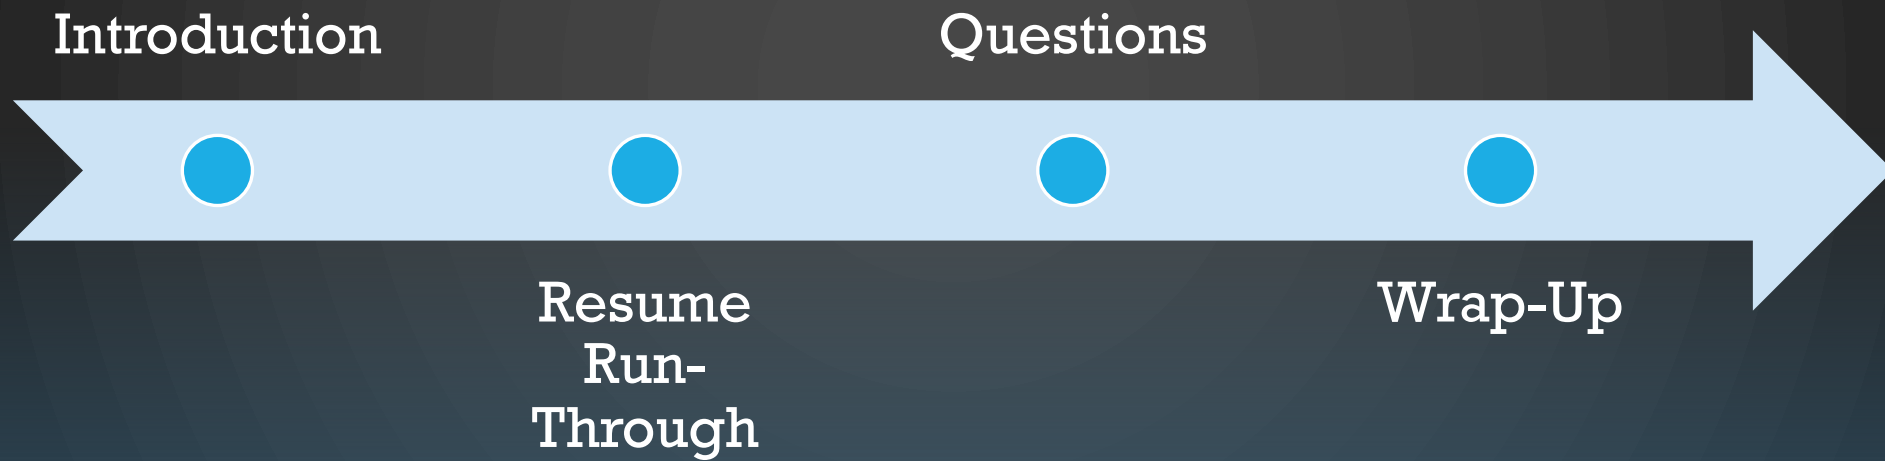 Introduction
Questions
Resume
Run-
Through
Wrap-Up